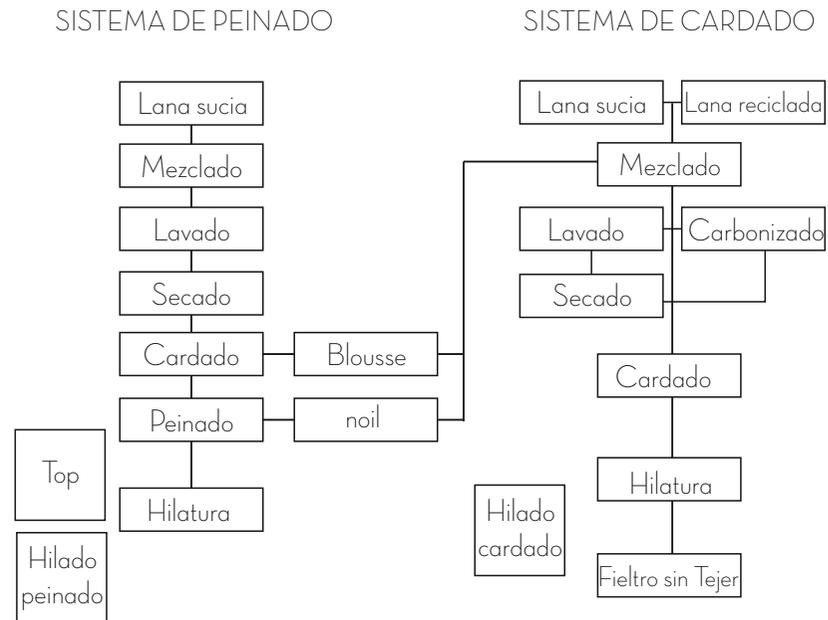 SISTEMA DE PEINADO
Lana sucia
Mezclado
Lavado
Secado
Cardado
Blousse
Peinado
noil
Top
Hilatura
Hilado
peinado
SISTEMA DE CARDADO
Lana sucia
Lana reciclada
Mezclado
Lavado
Carbonizado
Secado
Cardado
Hilatura
Hilado
cardado
Fieltro sin Tejer